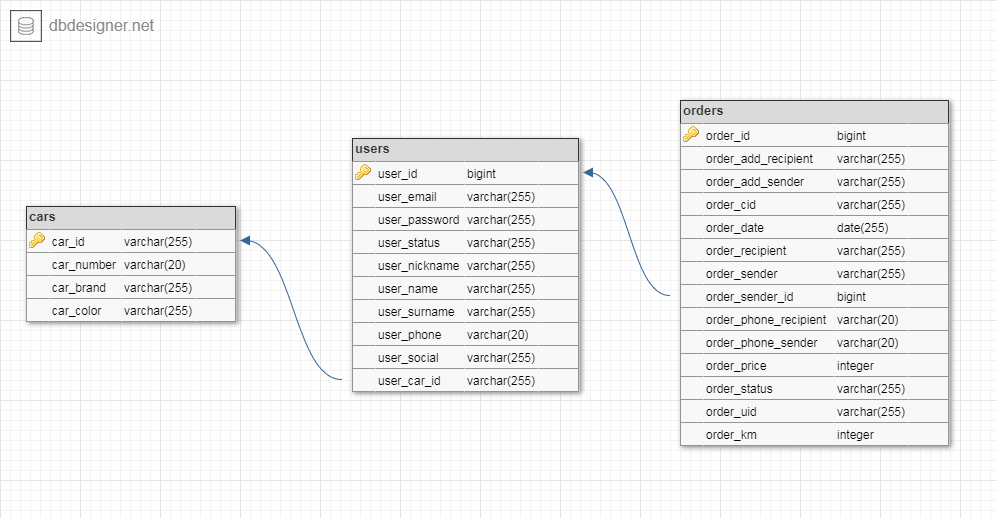 dbdesigner.net
cars
car_id varchar(255)
car_number varchar(20)
car_brand varchar(255)
car_color varchar(255)
users
user_id bigint
user_email varchar(255)
user_password varchar(255)
user_status varchar(255)
user_nickname varchar(255)
user_name varchar(255)
user_surname varchar(255)
user_phone varchar(20)
user_social varchar(255)
user_car_id varchar(255)
orders
order_id bigint
order_add_recipient varchar(255)
order_add_sender varchar(255)
order_cid varchar(255)
order_date date(255)
order_recipient varchar(255)
order_sender varchar(255)
order_sender_id bigint
order_phone_recipient varchar(20)
order_phone_sender varchar(20)
order_price integer
order_status varchar(255)
order_uid varchar(255)
order_km integer